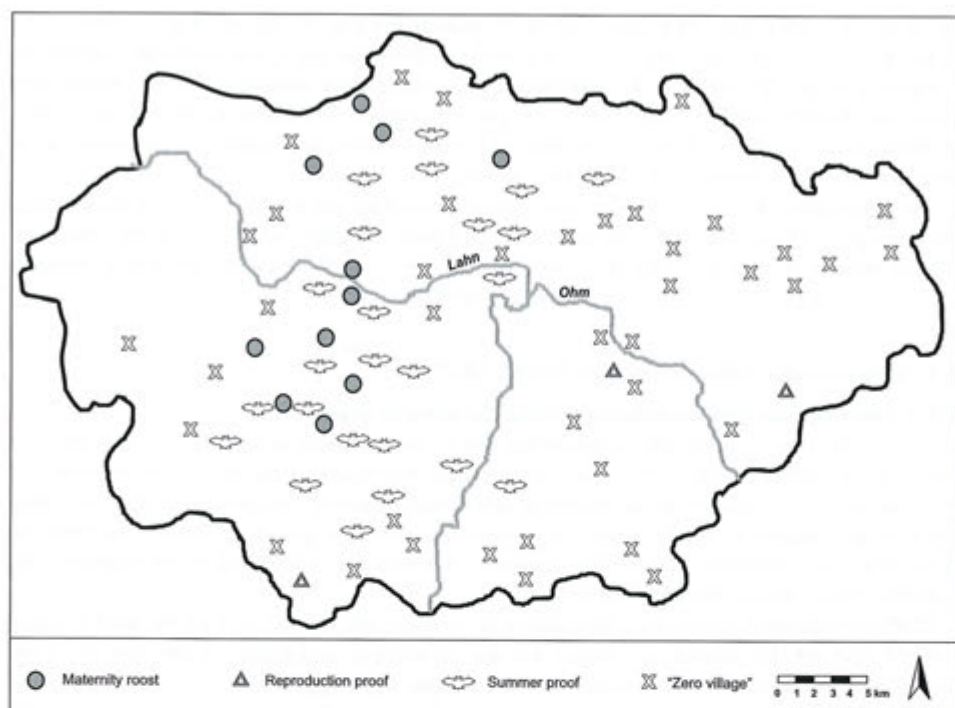 Lahn
Ohm
Maternity roost
Reproduction proof
Summer proof
"Zero village"
0 1 2 3 4 5 km